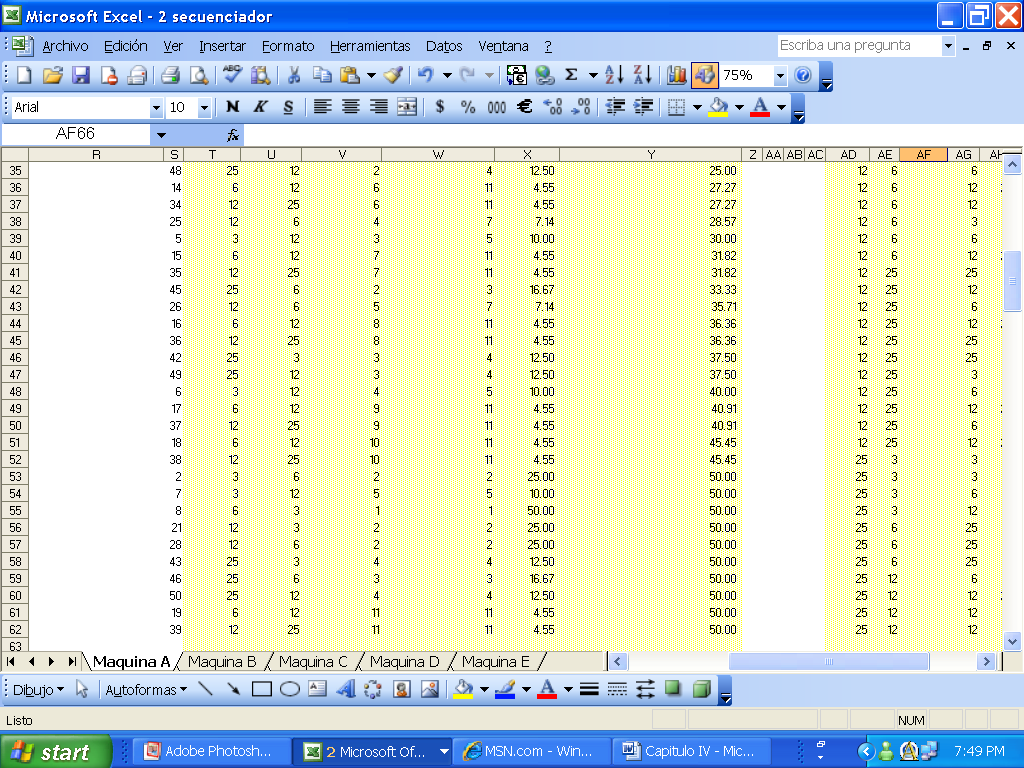 Microsoft Excel - 2 secuenciador
Archivo Edición Ver Insertar Formato Herramientas Datos Ventana ? Escriba una pregunta
75%
Arial 10 N K S $ % 000 €
AF66 fx
R S T U V W X Y Z AA AB AC AD AE AF AG AH
35 48 25 12 2 4 12.50 25.00 12 6 6
36 14 6 12 6 11 4.55 27.27 12 6 12
37 34 12 25 6 11 4.55 27.27 12 6 12
38 25 12 6 4 7 7.14 28.57 12 6 3
39 5 3 12 3 5 10.00 30.00 12 6 6
40 15 6 12 7 11 4.55 31.82 12 6 12
41 35 12 25 7 11 4.55 31.82 12 25 25
42 45 25 6 2 3 16.67 33.33 12 25 12
43 26 12 6 5 7 7.14 35.71 12 25 6
44 16 6 12 8 11 4.55 36.36 12 25 12
45 36 12 25 8 11 4.55 36.36 12 25 25
46 42 25 3 3 4 12.50 37.50 12 25 25
47 49 25 12 3 4 12.50 37.50 12 25 3
48 6 3 12 4 5 10.00 40.00 12 25 6
49 17 6 12 9 11 4.55 40.91 12 25 12
50 37 12 25 9 11 4.55 40.91 12 25 6
51 18 6 12 10 11 4.55 45.45 12 25 12
52 38 12 25 10 11 4.55 45.45 25 3 3
53 2 3 6 2 2 25.00 50.00 25 3 3
54 7 3 12 5 5 10.00 50.00 25 3 6
55 8 6 3 1 1 50.00 50.00 25 3 12
56 21 12 3 2 2 25.00 50.00 25 6 25
57 28 12 6 2 2 25.00 50.00 25 6 25
58 43 25 3 4 4 12.50 50.00 25 6 25
59 46 25 6 3 3 16.67 50.00 25 12 6
60 50 25 12 4 4 12.50 50.00 25 12 12
61 19 6 12 11 11 4.55 50.00 25 12 12
62 39 12 25 11 11 4.55 50.00 25 12 12
63
Maquina A Maquina B Maquina C Maquina D Maquina E
Dibujo Autoformas
Listo NUM
start Adobe Photosh... 2 Microsoft Of... MSN.com - Win... Capitulo IV - Mic... 7:49 PM